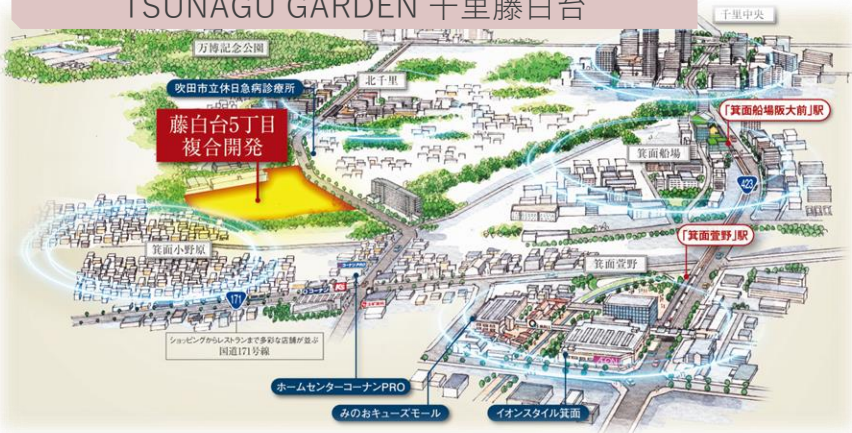 TSUNAGU GARDEN 千里藤白台
千里中央
万博記念公園
北千里
吹田市立休日急病診療所
藤白台5丁目
複合開発
「箕面船場阪大前」駅
箕面船場
423
「箕面萱野」駅
箕面小野原
箕面萱野
171
ショッピングからレストランまで多彩な店舗が並ぶ
国道171号線
ホームセンターコーナンPRO
みのおキューズモール
イオンスタイル箕面